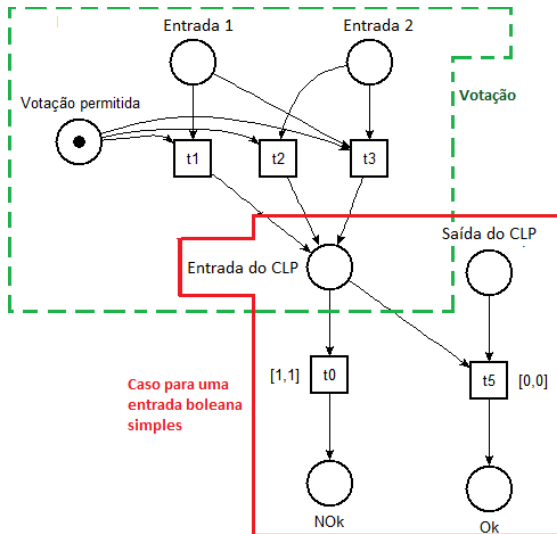 Entrada 1
Entrada 2
Votação permitida
Votação
t1
t2
t3
Saída do CLP
Entrada do CLP
[1,1]
t0
t5
[0,0]
Caso para uma
entrada boleana
simples
NOk
Ok